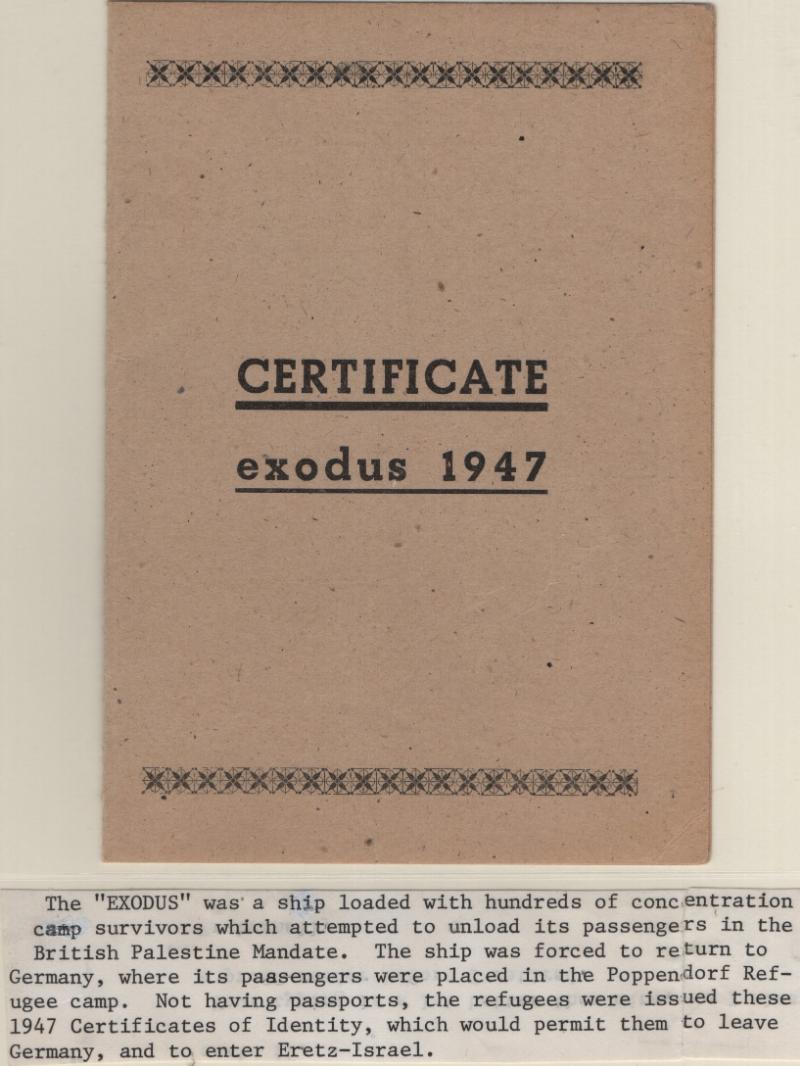 CERTIFICATE
exodus 1947
The "EXODUS" was a ship loaded with hundreds of concentration
camp survivors which attempted to unload its passengers in the
British Palestine Mandate. The ship was forced to return to
Germany, where its paasengers were placed in the Poppendorf Ref-
ugee camp. Not having passports, the refugees were issued these
1947 Certificates of Identity, which would permit them to leave
Germany, and to enter Eretz-Israel.